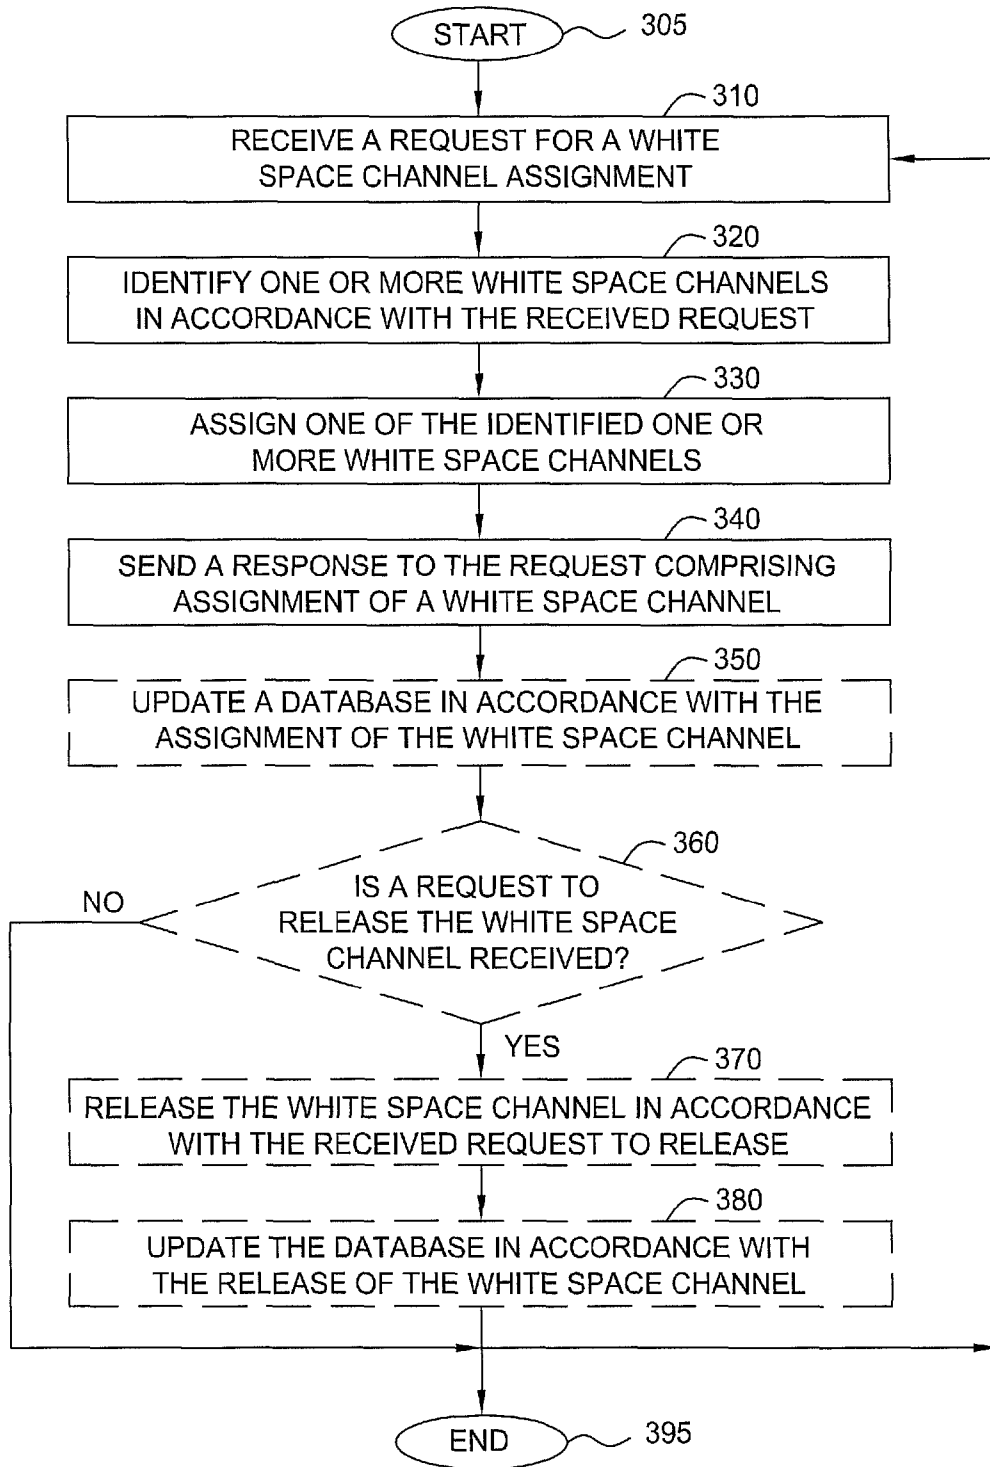 START
305
310
RECEIVE A REQUEST FOR A WHITE
SPACE CHANNEL ASSIGNMENT
320
IDENTIFY ONE OR MORE WHITE SPACE CHANNELS
IN ACCORDANCE WITH THE RECEIVED REQUEST
330
ASSIGN ONE OF THE IDENTIFIED ONE OR
MORE WHITE SPACE CHANNELS
340
SEND A RESPONSE TO THE REQUEST COMPRISING
ASSIGNMENT OF A WHITE SPACE CHANNEL
350
UPDATE A DATABASE IN ACCORDANCE WITH THE
ASSIGNMENT OF THE WHITE SPACE CHANNEL
360
IS A REQUEST TO
RELEASE THE WHITE SPACE
CHANNEL RECEIVED?
NO
YES
370
RELEASE THE WHITE SPACE CHANNEL IN ACCORDANCE
WITH THE RECEIVED REQUEST TO RELEASE
380
UPDATE THE DATABASE IN ACCORDANCE WITH
THE RELEASE OF THE WHITE SPACE CHANNEL
END
395